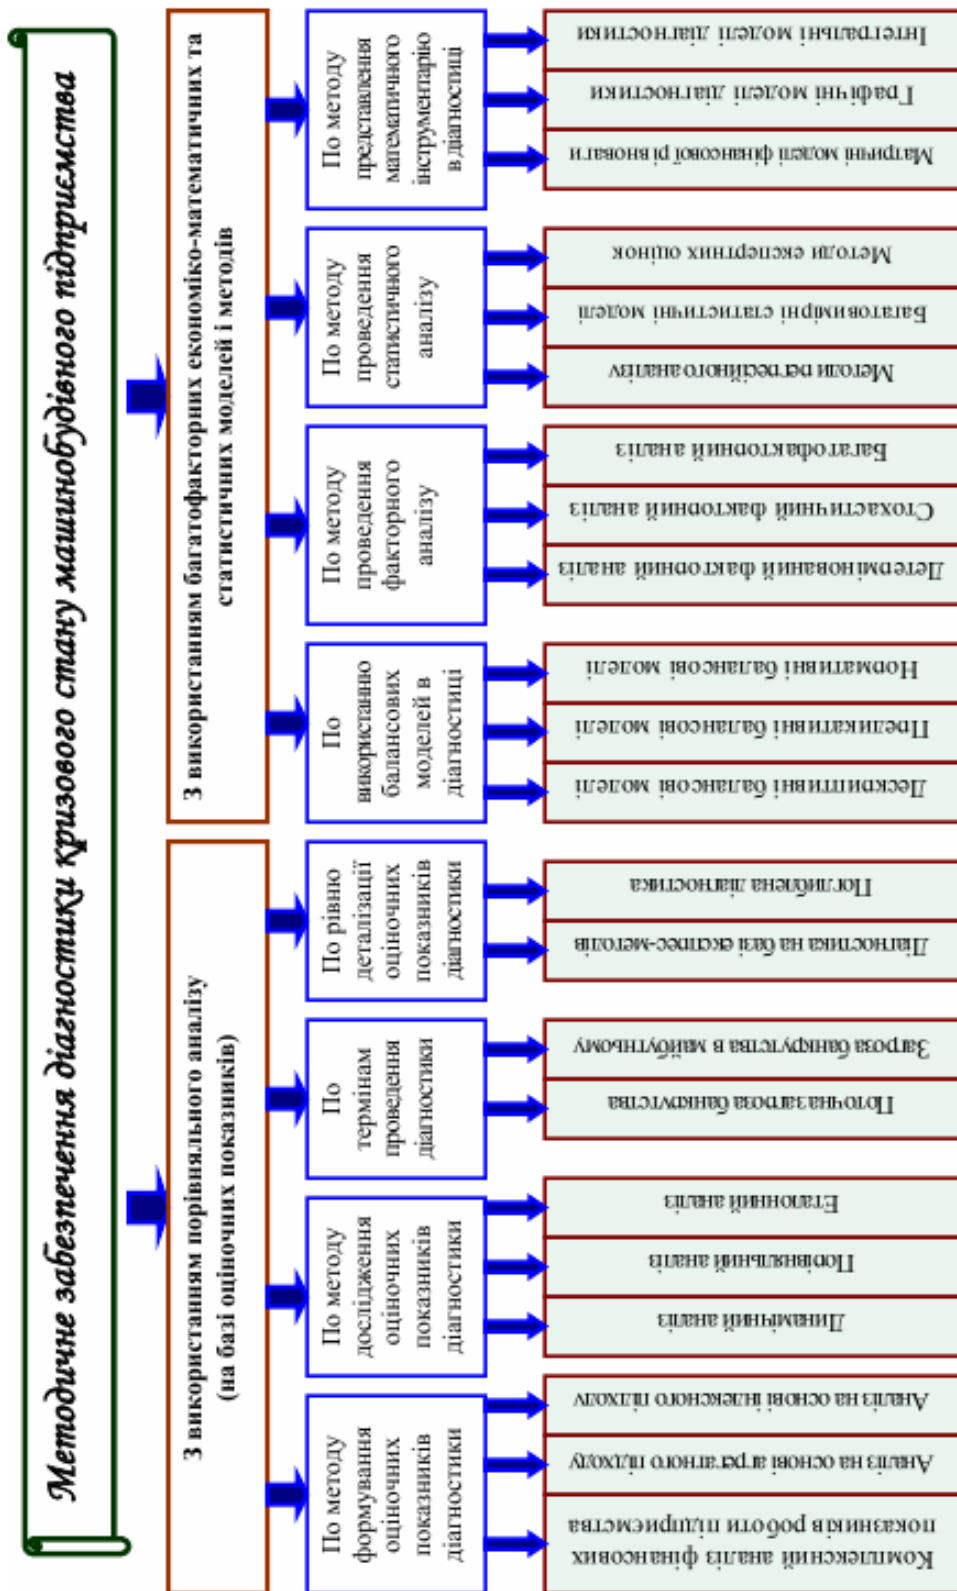 Методичне забезпечення діагностики кризового стану машинобудівного підприємства
З використанням порівняльного аналізу
(на базі оціночних показників)
З використанням багатофакторних економіко-математичних та
статистичних моделей і методів
По методу
формування
оціночних
показників
діагностики
По методу
дослідження
оціночних
показників
діагностики
По
термінам
проведення
діагностики
По рівню
деталізації
оціночних
показників
діагностики
По
використанню
балансових
моделей в
діагностиці
По методу
проведення
факторного
аналізу
По методу
проведення
статистичного
аналізу
По методу
представлення
математичного
інструментарію
в діагностиці
Комплексний аналіз фінансових
показників роботи підприємства
Аналіз на основі агрегатного підходу
Аналіз на основі індексного підходу
Динамічний аналіз
Порівняльний аналіз
Еталонний аналіз
Поточна загроза банкрутства
Загроза банкрутства в майбутньому
Діагностика на базі експрес-методів
Поглиблена діагностика
Дескриптивні балансові моделі
Предикативні балансові моделі
Нормативні балансові моделі
Детермінований факторний аналіз
Стохастичний факторний аналіз
Багатофакторний аналіз
Методи регресійного аналізу
Багатовимірні статистичні моделі
Методи експертних оцінок
Матричні моделі фінансової рівноваги
Графічні моделі діагностики
Інтегральні моделі діагностики